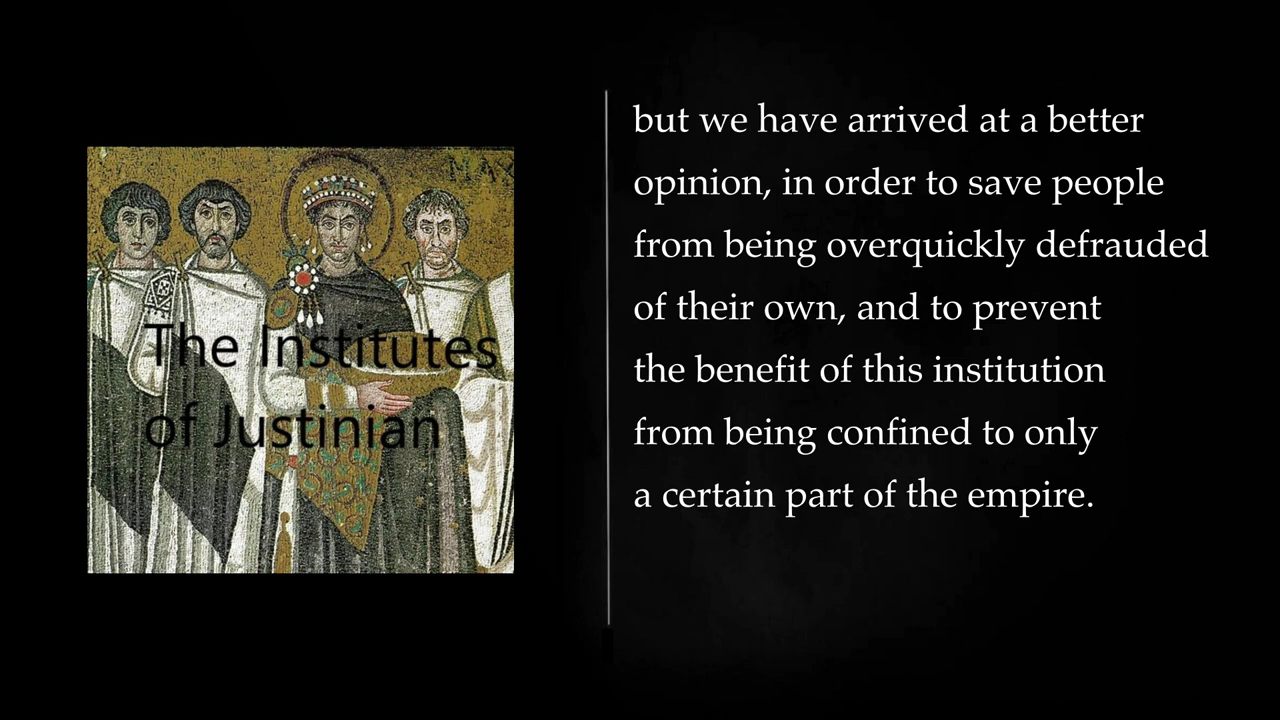 MAX
The Institutes
of Justinian
but we have arrived at a better
opinion, in order to save people
from being overquickly defrauded
of their own, and to prevent
the benefit of this institution
from being confined to only
a certain part of the empire.